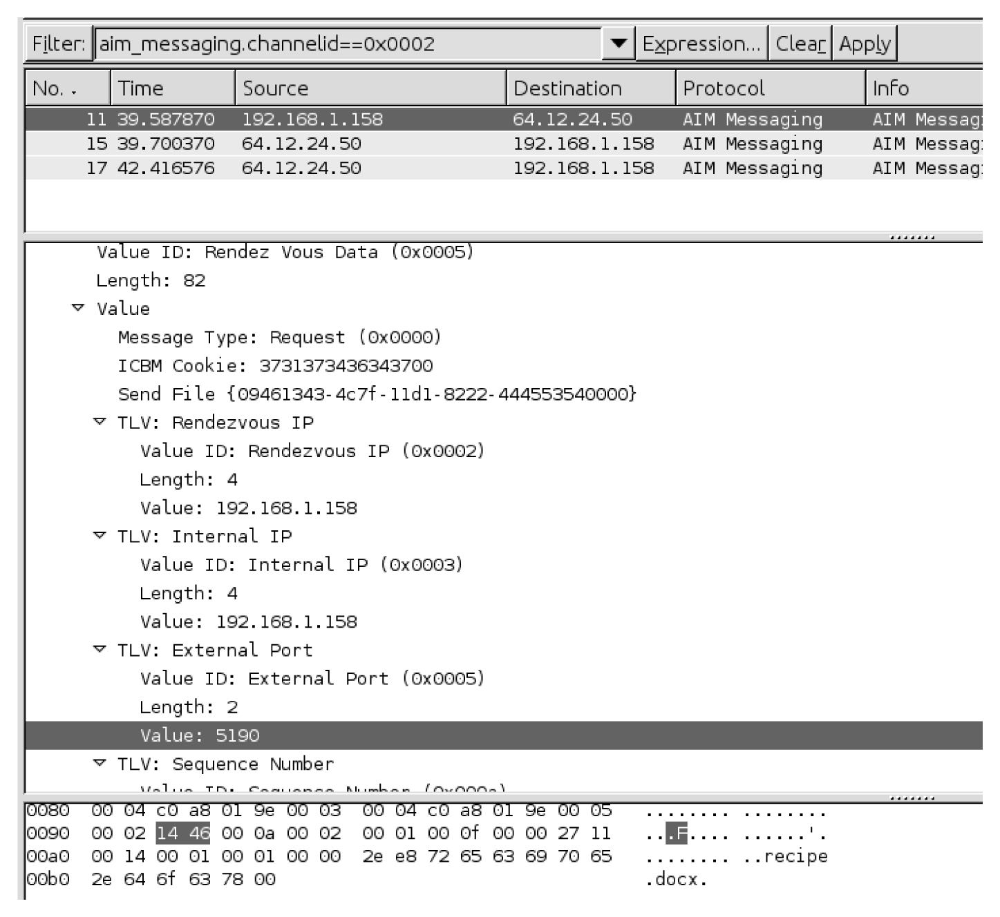 Filter: aim_messaging.channelid==0x0002 Expression... Clear Apply
No. . Time Source Destination Protocol Info
11 39.587870 192.168.1.158 64.12.24.50 AIM Messaging AIM Messag
15 39.700370 64.12.24.50 192.168.1.158 AIM Messaging AIM Messag
17 42.416576 64.12.24.50 192.168.1.158 AIM Messaging AIM Messag
Value ID: Rendez Vous Data (0x0005)
Length: 82
Value
Message Type: Request (0x0000)
ICBM Cookie: 3731373436343700
Send File {09461343-4c7f-11d1-8222-444553540000}
TLV: Rendezvous IP
Value ID: Rendezvous IP (0x0002)
Length: 4
Value: 192.168.1.158
TLV: Internal IP
Value ID: Internal IP (0x0003)
Length: 4
Value: 192.168.1.158
TLV: External Port
Value ID: External Port (0x0005)
Length: 2
Value: 5190
TLV: Sequence Number
Value ID: Sequence Number (0x000a)
0080 00 04 c0 a8 01 9e 00 03 00 04 c0 a8 01 9e 00 05 ........ ........
0090 00 02 14 46 00 0a 00 02 00 01 00 0f 00 00 27 11 ...F.... ......'.
00a0 00 14 00 01 00 01 00 00 2e e8 72 65 63 69 70 65 ........ ..recipe
00b0 2e 64 6f 63 78 00 .docx.